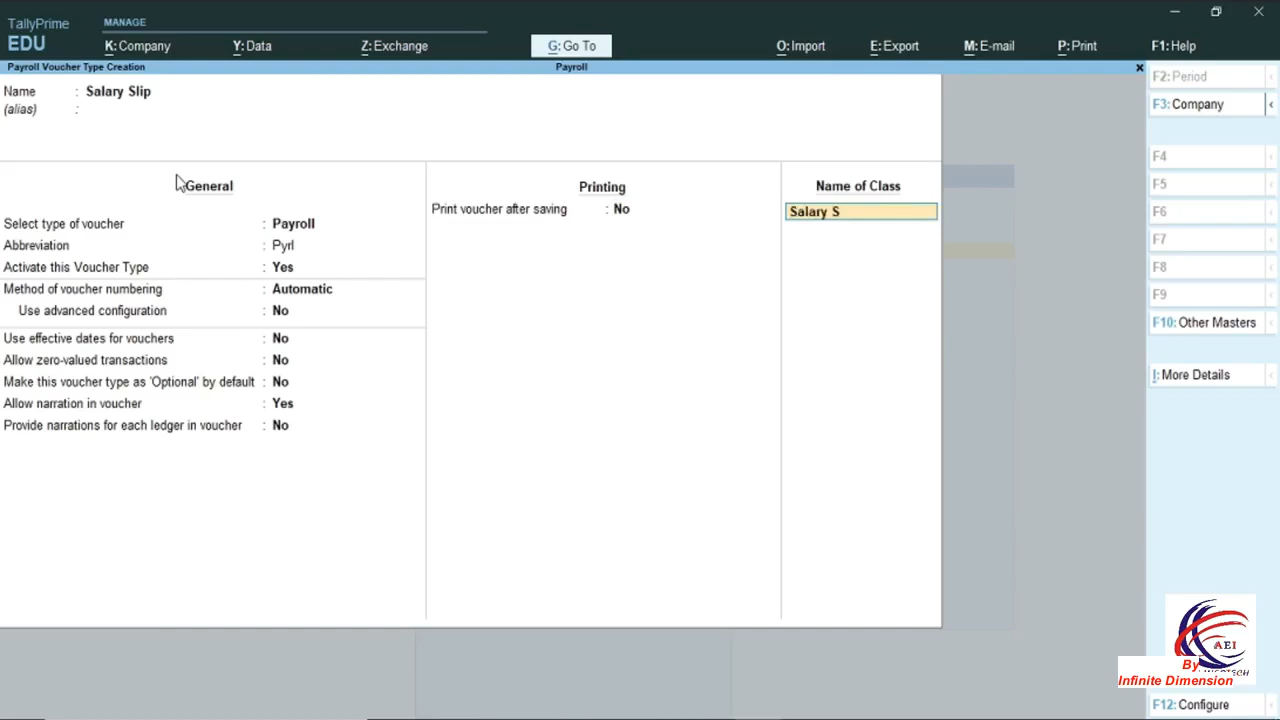 TallyPrime
EDU
MANAGE
K: Company
Y: Data
Z: Exchange
G: Go To
O: Import
E: Export
M: E-mail
P: Print
F1: Help
Payroll Voucher Type Creation
Payroll
Name : Salary Slip
(alias) :
General
Select type of voucher : Payroll
Abbreviation : Pyrl
Activate this Voucher Type : Yes
Method of voucher numbering : Automatic
Use advanced configuration : No
Use effective dates for vouchers : No
Allow zero-valued transactions : No
Make this voucher type as 'Optional' by default : No
Allow narration in voucher : Yes
Provide narrations for each ledger in voucher : No
Printing
Print voucher after saving : No
Name of Class
Salary S
F2: Period
F3: Company
F4
F5
F6
F7
F8
F9
F10: Other Masters
I: More Details
F12: Configure
AEI
By
Infinite Dimension